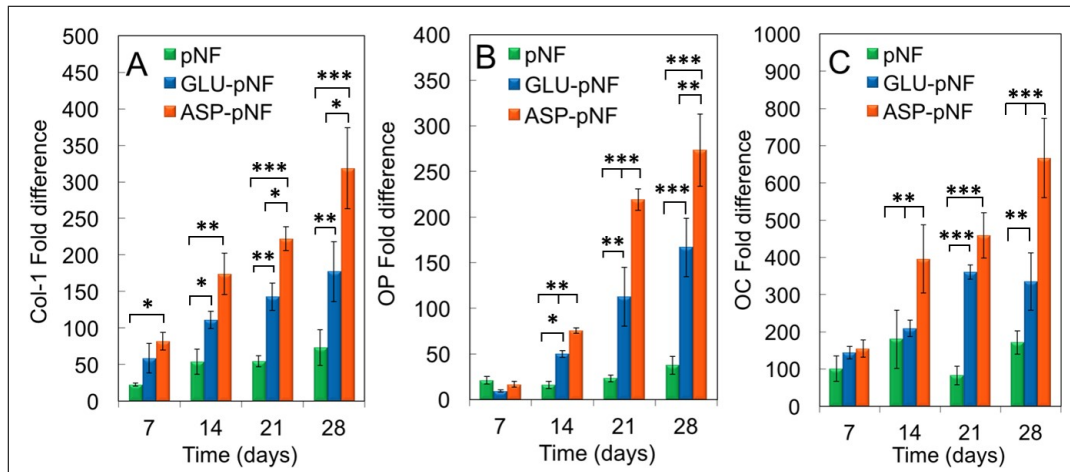 A
pNF
GLU-pNF
ASP-pNF
500
450
400
350
300
250
200
150
100
50
0
Col-1 Fold difference
*
**
*
***
*
**
***
*
**
7 14 21 28
Time (days)
B
pNF
GLU-pNF
ASP-pNF
400
350
300
250
200
150
100
50
0
OP Fold difference
**
*
***
**
***
**
***
7 14 21 28
Time (days)
C
pNF
GLU-pNF
ASP-pNF
1000
900
800
700
600
500
400
300
200
100
0
OC Fold difference
**
***
***
***
**
7 14 21 28
Time (days)